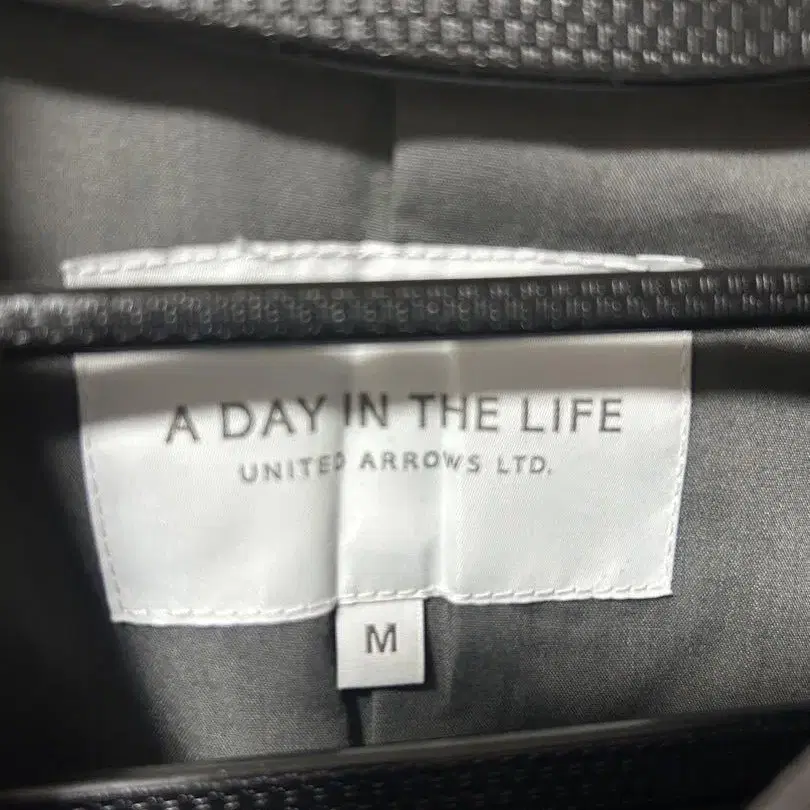 A DAY IN THE LIFE
UNITED ARROWS LTD.
M